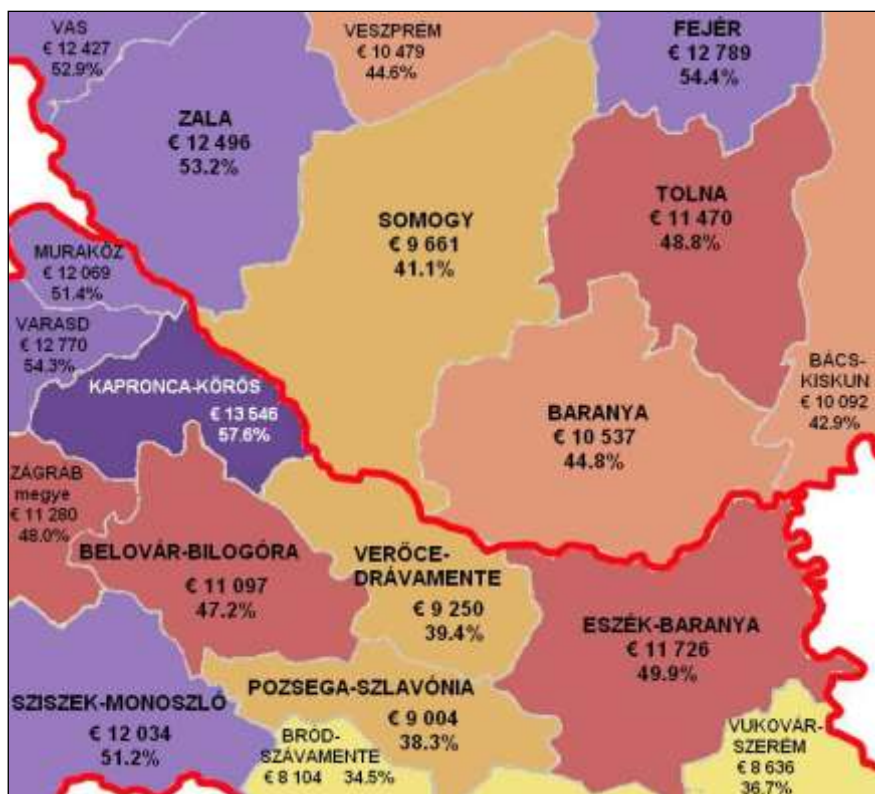 VAS
€ 12 427
52.9%
VESZPRÉM
€ 10 479
44.6%
FEJÉR
€ 12 789
54.4%
ZALA
€ 12 496
53.2%
TOLNA
€ 11 470
48.8%
SOMOGY
€ 9 661
41.1%
MURAKÖZ
€ 12 069
51.4%
VARASD
€ 12 770
54.3%
KAPRONCA-KŐRÖS
€ 13 546
57.6%
BÁCS-
KISKUN
€ 10 092
42.9%
BARANYA
€ 10 537
44.8%
ZÁGRÁB
megye
€ 11 280
48.0%
BELOVÁR-BILOGÓRA
€ 11 097
47.2%
VERŐCE-
DRÁVAMENTE
€ 9 250
39.4%
ESZÉK-BARANYA
€ 11 726
49.9%
SZISZEK-MONOSZLÓ
€ 12 034
51.2%
POZSEGA-SZLAVÓNIA
€ 9 004
38.3%
BRÓD-
SZÁVAMENTE
€ 8 104 34.5%
VUKOVÁR-
SZERÉM
€ 8 636
36.7%